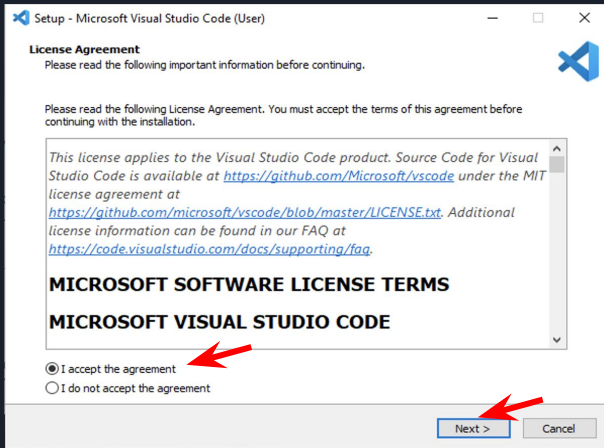 Setup - Microsoft Visual Studio Code (User)
License Agreement
Please read the following important information before continuing.
Please read the following License Agreement. You must accept the terms of this agreement before
continuing with the installation.
This license applies to the Visual Studio Code product. Source Code for Visual
Studio Code is available at https://github.com/Microsoft/vscode under the MIT
license agreement at
https://github.com/microsoft/vscode/blob/master/LICENSE.txt. Additional
license information can be found in our FAQ at
https://code.visualstudio.com/docs/supporting/faq.
MICROSOFT SOFTWARE LICENSE TERMS
MICROSOFT VISUAL STUDIO CODE
I accept the agreement
I do not accept the agreement
Next >
Cancel